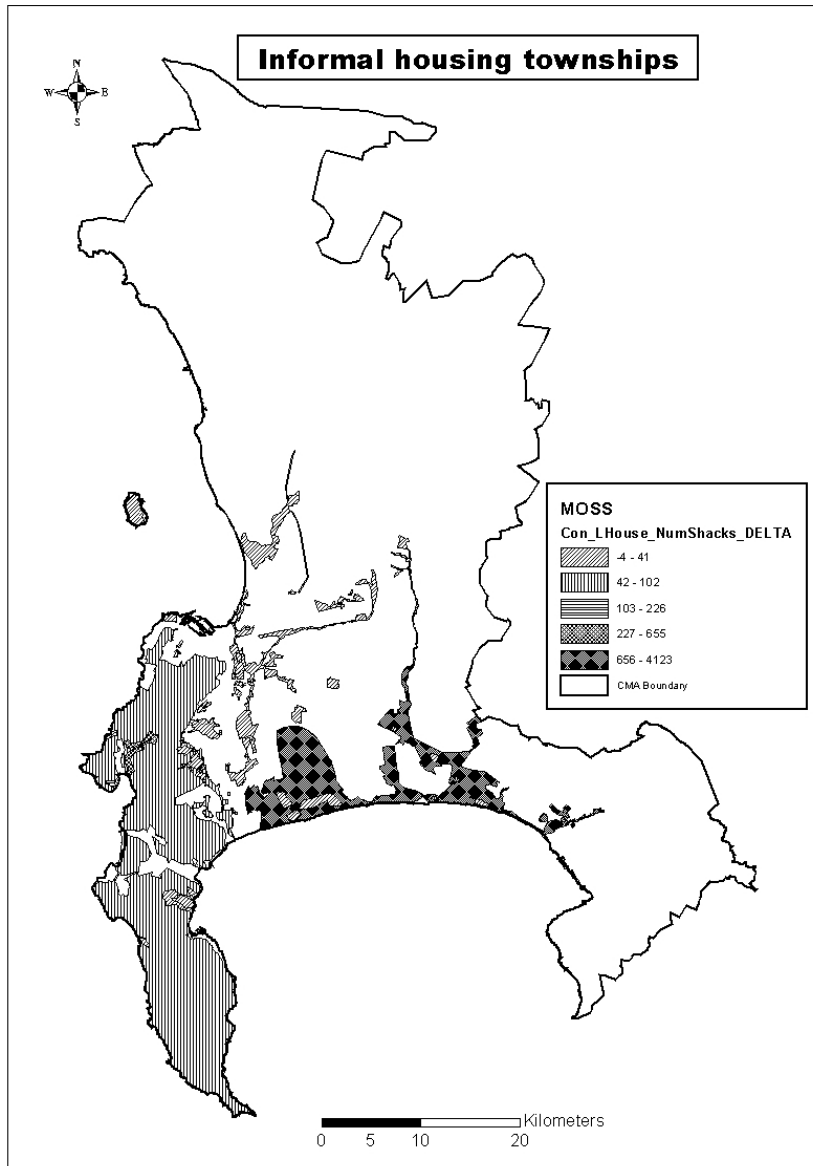 Informal housing townships
N
W E
S
MOSS
Con_LHouse_NumShacks_DELTA
-4 - 41
42 - 102
103 - 226
227 - 655
656 - 4123
CMA Boundary
Kilometers
0 5 10 20